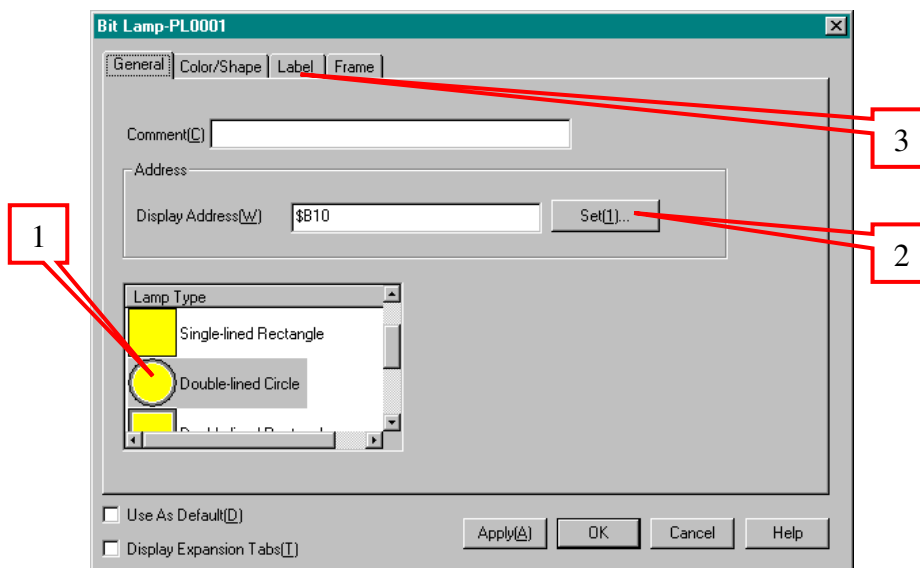 Bit Lamp-PL0001
General Color/Shape Label Frame
3
Comment(C)
Address
Display Address(W) $B10 Set(1)...
1
2
Lamp Type
Single-lined Rectangle
Double-lined Circle
Use As Default(D)
Display Expansion Tabs(T)
Apply(A) OK Cancel Help